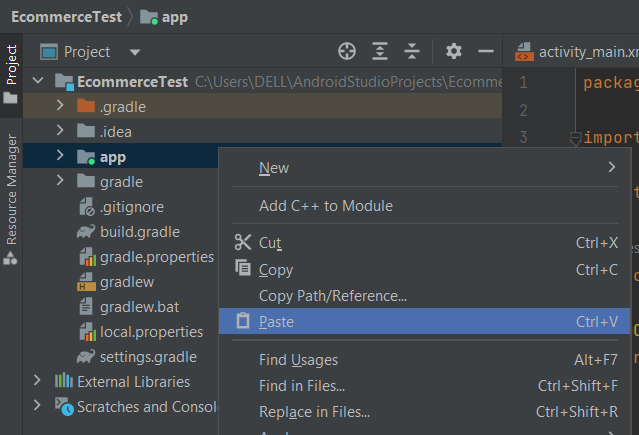 EcommerceTest app
Project
activity_main.xm
EcommerceTest C:\Users\DELL\AndroidStudioProjects\Ecomme
.gradle
.idea
app
gradle
.gitignore
build.gradle
gradle.properties
gradlew
gradlew.bat
local.properties
settings.gradle
External Libraries
Scratches and Consol
Project
Resource Manager
1 packag
2
3 import
New
Add C++ to Module
Cut Ctrl+X
Copy Ctrl+C
Copy Path/Reference...
Paste Ctrl+V
Find Usages Alt+F7
Find in Files... Ctrl+Shift+F
Replace in Files... Ctrl+Shift+R